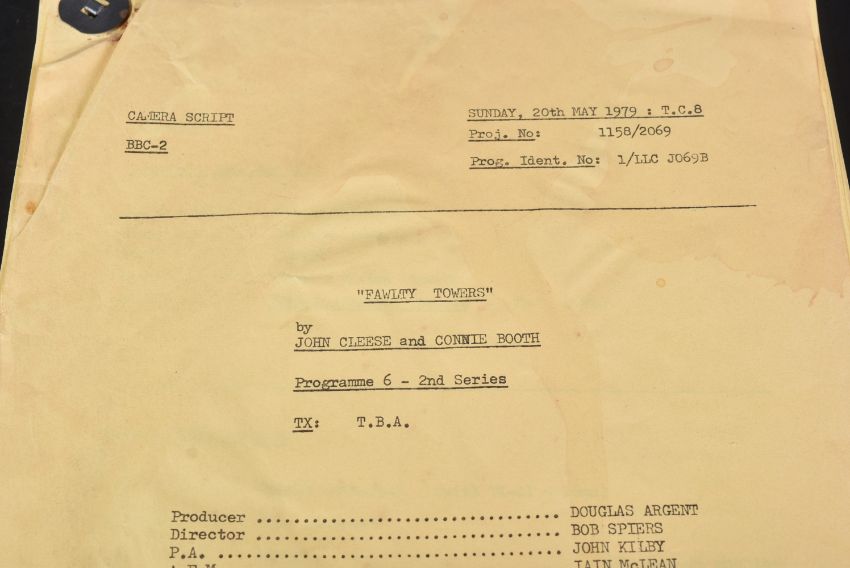 CAMERA SCRIPT
SUNDAY, 20th MAY 1979 : T.C.8
Proj. No: 1158/2069
BBC-2
Prog. Ident. No: 1/LLC J069B
"FAWLTY TOWERS"
by
JOHN CLEESE and CONNIE BOOTH
Programme 6 - 2nd Series
TX: T.B.A.
Producer .................................. DOUGLAS ARGENT
Director .................................. BOB SPIERS
P.A. ...................................... JOHN KILBY
IAIN McLEAN